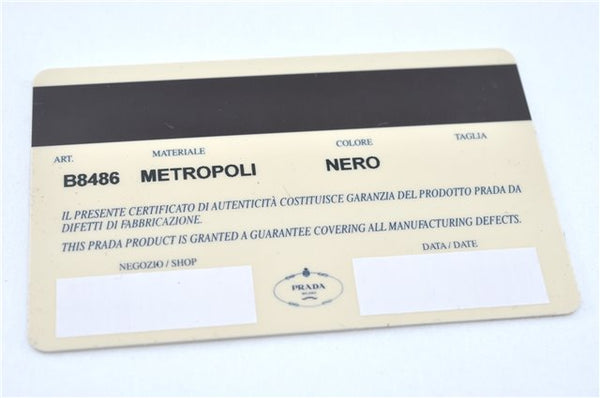 ART. MATERIALE COLORE TAGLIA
B8486 METROPOLI NERO
IL PRESENTE CERTIFICATO DI AUTENTICITÀ COSTITUISCE GARANZIA DEL PRODOTTO PRADA DA
DIFETTI DI FABBRICAZIONE.
THIS PRADA PRODUCT IS GRANTED A GUARANTEE COVERING ALL MANUFACTURING DEFECTS.
NEGOZIO / SHOP
DATA / DATE
PRADA
MILANO